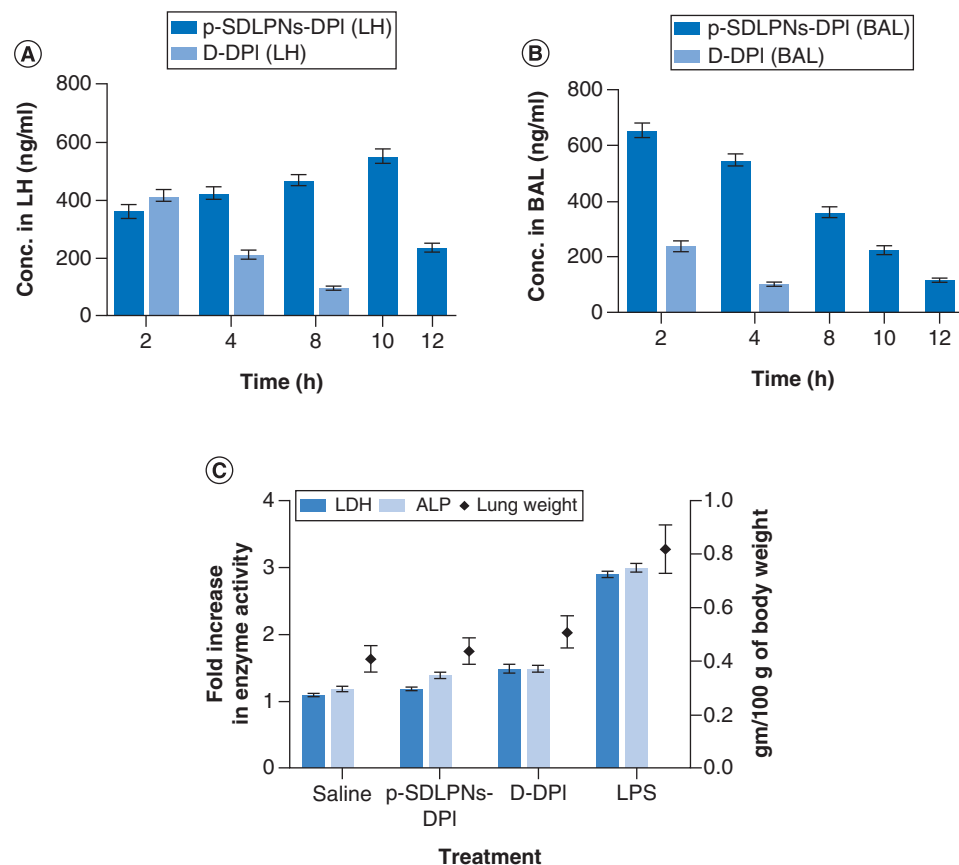 A
p-SDLPNs-DPI (LH)
D-DPI (LH)
800
600
400
200
0
Conc. in LH (ng/ml)
2 4 8 10 12
Time (h)
B
p-SDLPNs-DPI (BAL)
D-DPI (BAL)
800
600
400
200
0
Conc. in BAL (ng/ml)
2 4 8 10 12
Time (h)
C
LDH ALP Lung weight
4
3
2
1
0
Fold increase
in enzyme activity
1.0
0.8
0.6
0.4
0.2
0.0
gm/100 g of body weight
Saline p-SDLPNs- D-DPI LPS
DPI
Treatment